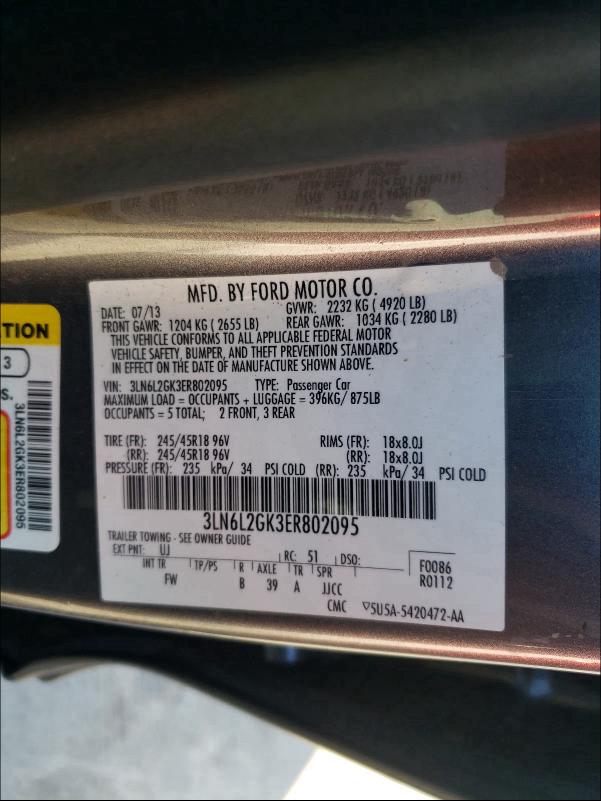 MFD. BY FORD MOTOR CO.
DATE: 07/13 GVWR: 2232 KG ( 4920 LB)
FRONT GAWR: 1204 KG ( 2655 LB) REAR GAWR: 1034 KG ( 2280 LB)
THIS VEHICLE CONFORMS TO ALL APPLICABLE FEDERAL MOTOR
VEHICLE SAFETY, BUMPER, AND THEFT PREVENTION STANDARDS
IN EFFECT ON THE DATE OF MANUFACTURE SHOWN ABOVE.
VIN: 3LN6L2GK3ER802095 TYPE: Passenger Car
MAXIMUM LOAD = OCCUPANTS + LUGGAGE = 396KG/ 875LB
OCCUPANTS = 5 TOTAL; 2 FRONT, 3 REAR
TIRE (FR): 245/45R18 96V RIMS (FR): 18x8.0J
(RR): 245/45R18 96V (RR): 18x8.0J
PRESSURE (FR): 235 kPa/ 34 PSI COLD (RR): 235 kPa/ 34 PSI COLD
3LN6L2GK3ER802095
TRAILER TOWING - SEE OWNER GUIDE
EXT PNT: UJ RC: 51 DSO: F0086
INT TR TP/PS R AXLE TR SPR R0112
FW B 39 A JJCC
CMC ▽5U5A-5420472-AA
TION
3
S.
3LN6L2GK3ER802095